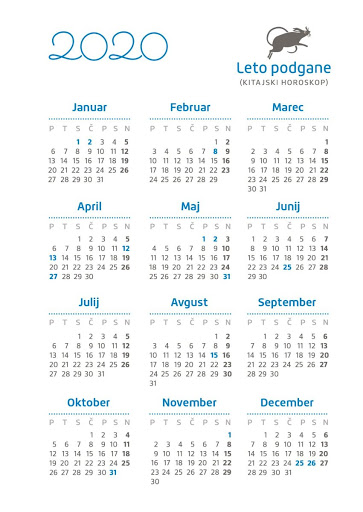 2020
Leto podgane
(KITAJSKI HOROSKOP)
Januar Februar Marec
P T S Č P S N P T S Č P S N P T S Č P S N
1 2 3 4 5 1 2 1
6 7 8 9 10 11 12 3 4 5 6 7 8 9 2 3 4 5 6 7 8
13 14 15 16 17 18 19 10 11 12 13 14 15 16 9 10 11 12 13 14 15
20 21 22 23 24 25 26 17 18 19 20 21 22 23 16 17 18 19 20 21 22
27 28 29 30 31 24 25 26 27 28 29 23 24 25 26 27 28 29
30 31
April Maj Junij
P T S Č P S N P T S Č P S N P T S Č P S N
1 2 3 4 5 1 2 3 1 2 3 4 5 6 7
6 7 8 9 10 11 12 4 5 6 7 8 9 10 8 9 10 11 12 13 14
13 14 15 16 17 18 19 11 12 13 14 15 16 17 15 16 17 18 19 20 21
20 21 22 23 24 25 26 18 19 20 21 22 23 24 22 23 24 25 26 27 28
27 28 29 30 25 26 27 28 29 30 31 29 30
Julij Avgust September
P T S Č P S N P T S Č P S N P T S Č P S N
1 2 3 4 5 1 2 1 2 3 4 5 6
6 7 8 9 10 11 12 3 4 5 6 7 8 9 7 8 9 10 11 12 13
13 14 15 16 17 18 19 10 11 12 13 14 15 16 14 15 16 17 18 19 20
20 21 22 23 24 25 26 17 18 19 20 21 22 23 21 22 23 24 25 26 27
27 28 29 30 31 24 25 26 27 28 29 30 28 29 30
31
Oktober November December
P T S Č P S N P T S Č P S N P T S Č P S N
1 2 3 4 1 1 2 3 4 5 6
5 6 7 8 9 10 11 2 3 4 5 6 7 8 7 8 9 10 11 12 13
12 13 14 15 16 17 18 9 10 11 12 13 14 15 14 15 16 17 18 19 20
19 20 21 22 23 24 25 16 17 18 19 20 21 22 21 22 23 24 25 26 27
26 27 28 29 30 31 23 24 25 26 27 28 29 28 29 30 31
30